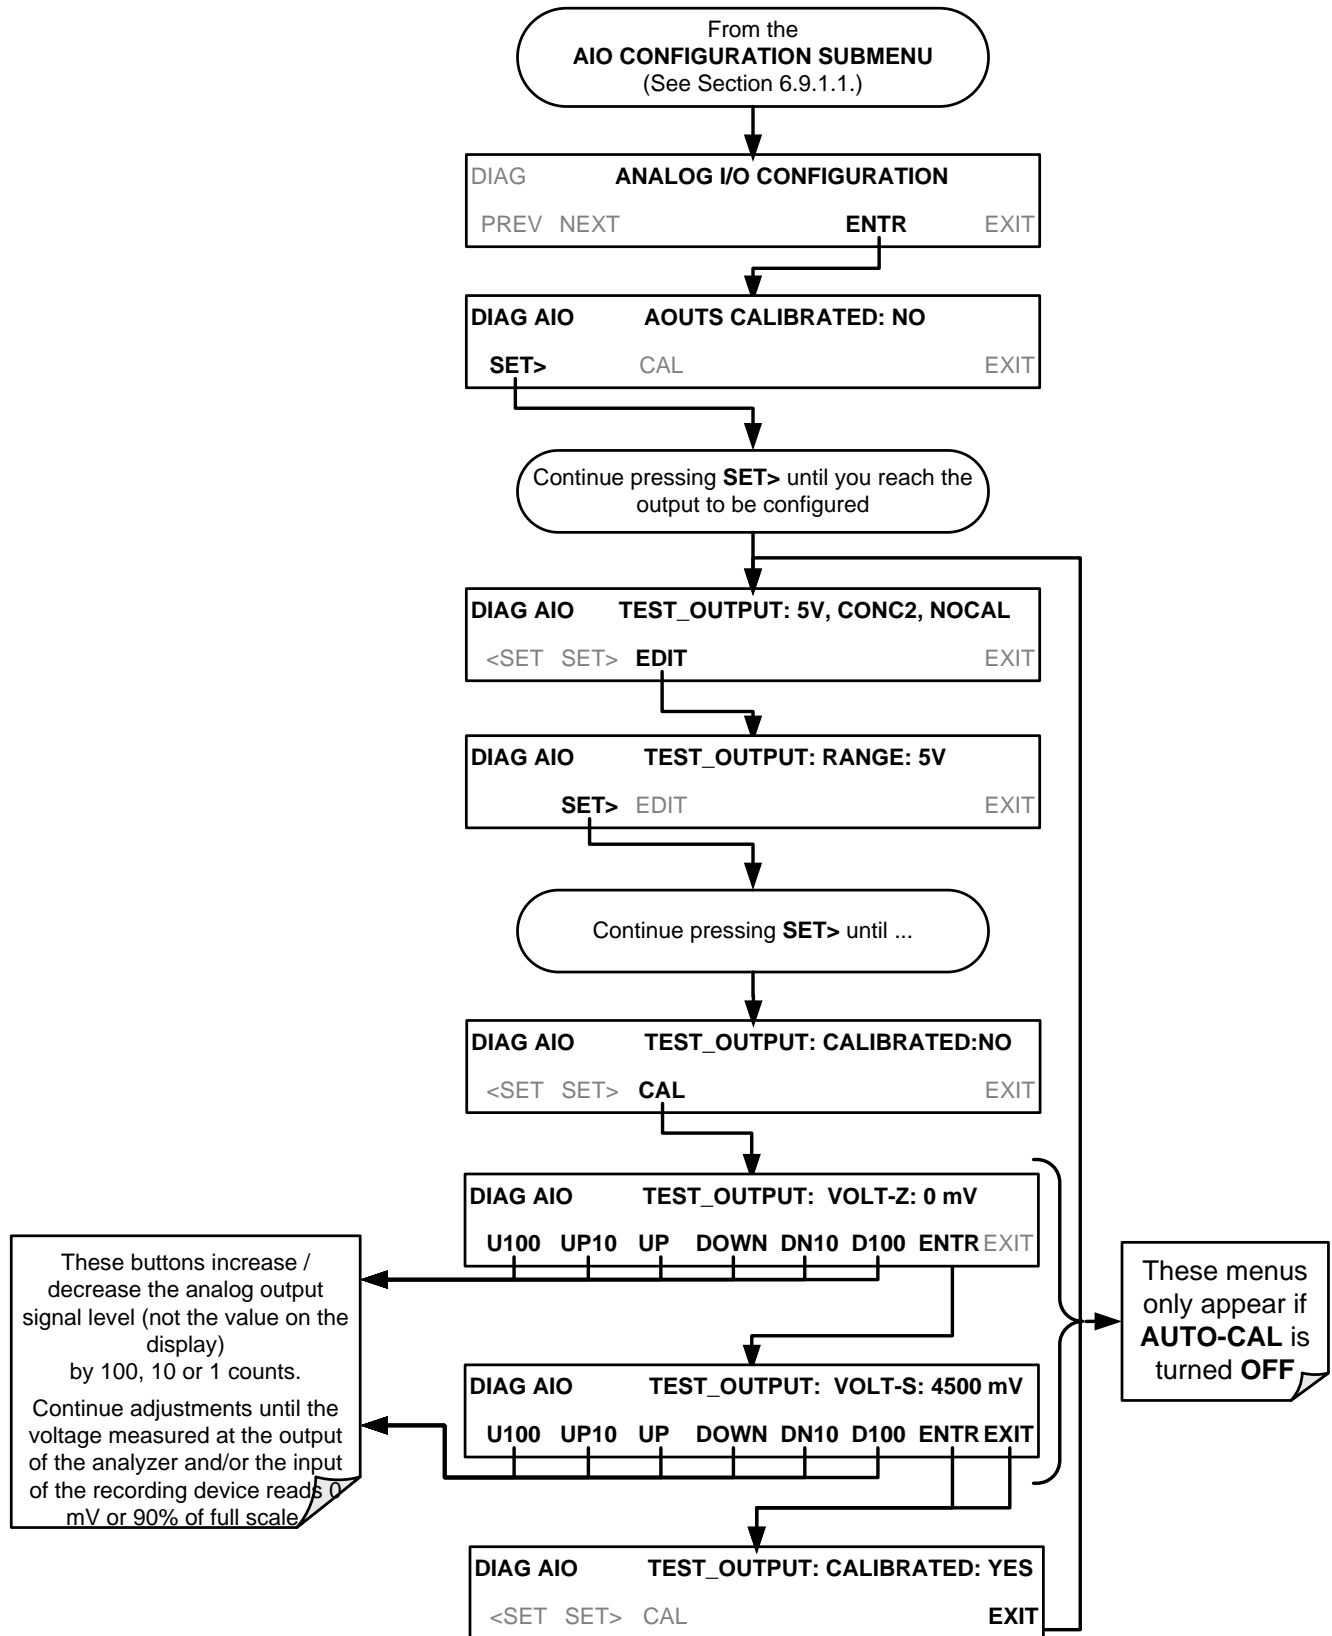 From the
AIO CONFIGURATION SUBMENU
(See Section 6.9.1.1.)
DIAG ANALOG I/O CONFIGURATION
PREV NEXT ENTR EXIT
DIAG AIO AOUTS CALIBRATED: NO
SET> CAL EXIT
Continue pressing SET> until you reach the
output to be configured
DIAG AIO TEST_OUTPUT: 5V, CONC2, NOCAL
<SET SET> EDIT EXIT
DIAG AIO TEST_OUTPUT: RANGE: 5V
SET> EDIT EXIT
Continue pressing SET> until ...
DIAG AIO TEST_OUTPUT: CALIBRATED:NO
<SET SET> CAL EXIT
DIAG AIO TEST_OUTPUT: VOLT-Z: 0 mV
U100 UP10 UP DOWN DN10 D100 ENTR EXIT
These buttons increase /
decrease the analog output
signal level (not the value on the
display)
by 100, 10 or 1 counts.
Continue adjustments until the
voltage measured at the output
of the analyzer and/or the input
of the recording device reads 0
mV or 90% of full scale
These menus
only appear if
AUTO-CAL is
turned OFF
DIAG AIO TEST_OUTPUT: VOLT-S: 4500 mV
U100 UP10 UP DOWN DN10 D100 ENTR EXIT
DIAG AIO TEST_OUTPUT: CALIBRATED: YES
<SET SET> CAL EXIT